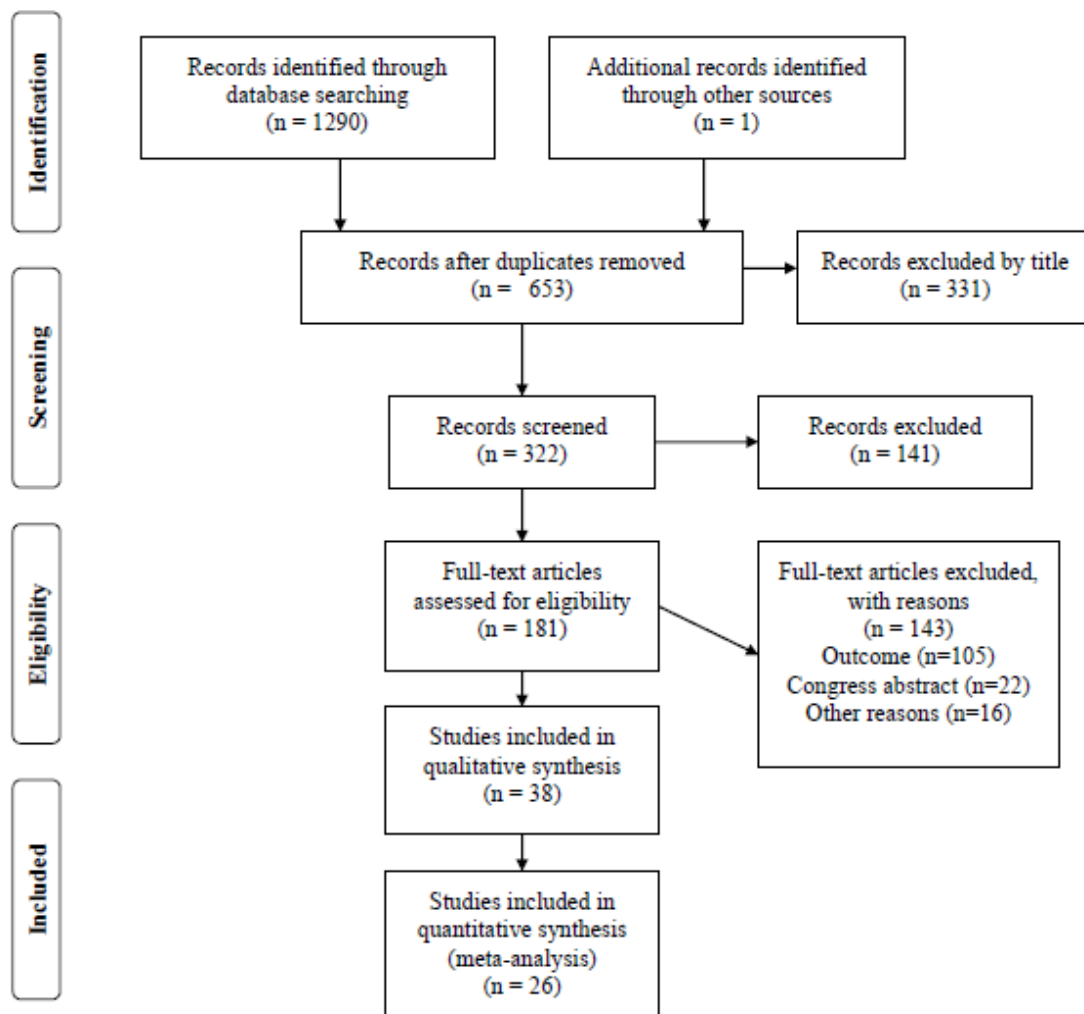 Identification
Records identified through
database searching
(n = 1290)
Additional records identified
through other sources
(n = 1)
Records after duplicates removed
(n = 653)
Records excluded by title
(n = 331)
Screening
Records screened
(n = 322)
Records excluded
(n = 141)
Eligibility
Full-text articles
assessed for eligibility
(n = 181)
Full-text articles excluded,
with reasons
(n = 143)
Outcome (n=105)
Congress abstract (n=22)
Other reasons (n=16)
Studies included in
qualitative synthesis
(n = 38)
Included
Studies included in
quantitative synthesis
(meta-analysis)
(n = 26)